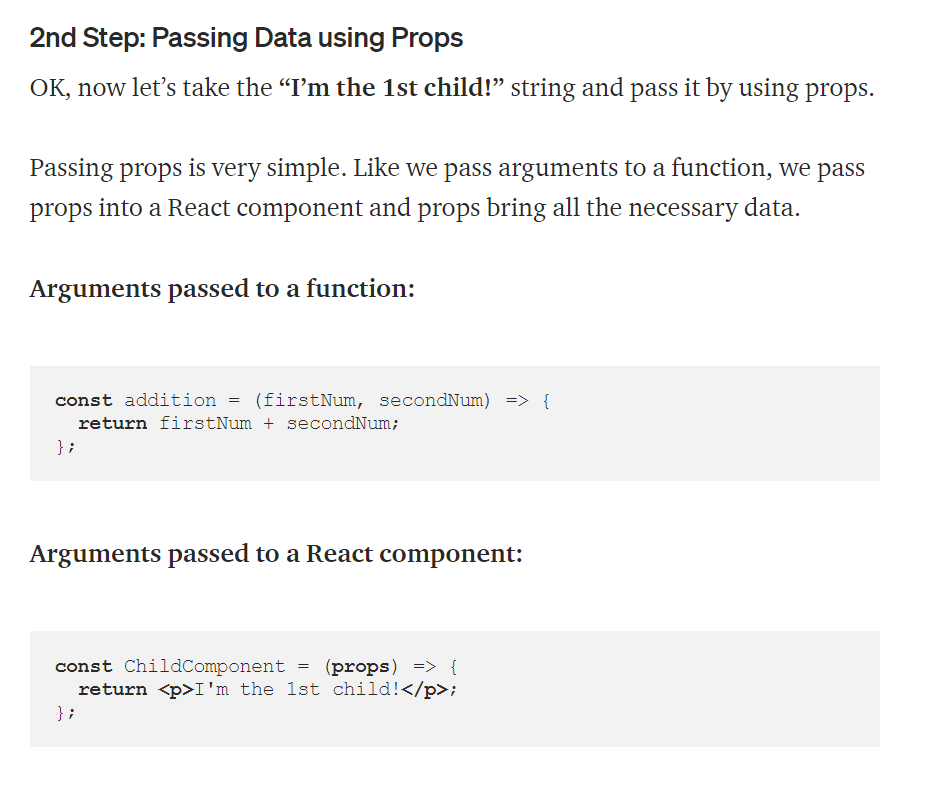 2nd Step: Passing Data using Props
OK, now let’s take the “I’m the 1st child!” string and pass it by using props.
Passing props is very simple. Like we pass arguments to a function, we pass
props into a React component and props bring all the necessary data.
Arguments passed to a function:
const addition = (firstNum, secondNum) => {
  return firstNum + secondNum;
};
Arguments passed to a React component:
const ChildComponent = (props) => {
  return <p>I'm the 1st child!</p>;
};